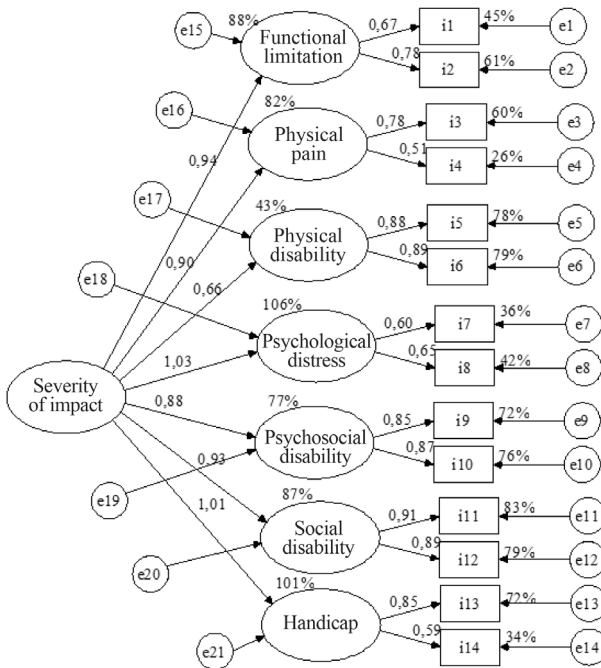 e15
88%
Functional
limitation
0,67
i1
45%
e1
0,78
i2
61%
e2
e16
82%
Physical
pain
0,78
i3
60%
e3
0,51
i4
26%
e4
0,94
e17
43%
Physical
disability
0,88
i5
78%
e5
0,89
i6
79%
e6
0,90
0,66
e18
106%
Psychological
distress
0,60
i7
36%
e7
0,65
i8
42%
e8
1,03
Severity
of impact
0,88
77%
Psychosocial
disability
0,85
i9
72%
e9
0,87
i10
76%
e10
0,93
e19
1,01
87%
Social
disability
0,91
i11
83%
e11
0,89
i12
79%
e12
e20
101%
Handicap
0,85
i13
72%
e13
0,59
i14
34%
e14
e21